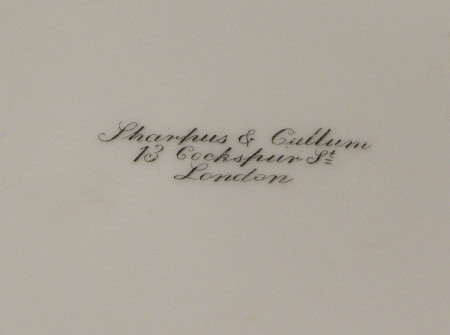 Sharpus & Cullum
13 Cockspur St
London